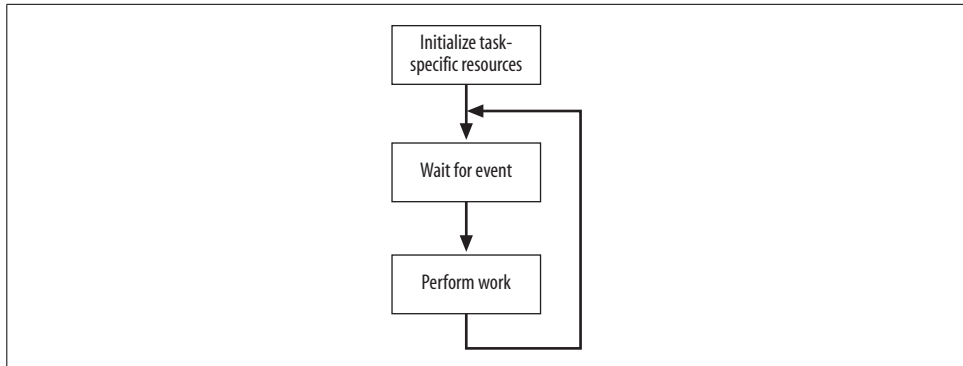 Initialize task-
specific resources
Wait for event
Perform work